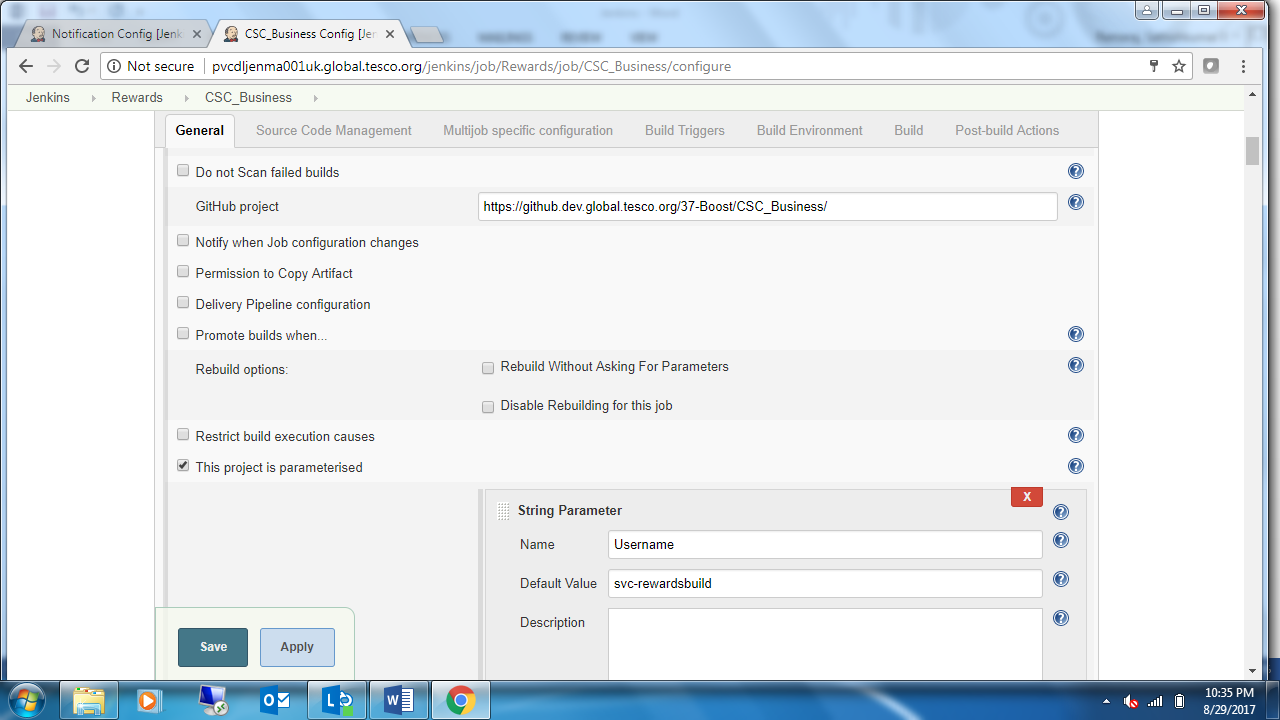 Notification Config [Jenk
CSC_Business Config [Jen
Not secure | pvcdljenma001uk.global.tesco.org/jenkins/job/Rewards/job/CSC_Business/configure
Jenkins Rewards CSC_Business
General Source Code Management Multijob specific configuration Build Triggers Build Environment Build Post-build Actions
Do not Scan failed builds
GitHub project https://github.dev.global.tesco.org/37-Boost/CSC_Business/
Notify when Job configuration changes
Permission to Copy Artifact
Delivery Pipeline configuration
Promote builds when...
Rebuild options: Rebuild Without Asking For Parameters
Disable Rebuilding for this job
Restrict build execution causes
This project is parameterised
X
String Parameter
Name Username
Default Value svc-rewardsbuild
Description
Save Apply
10:35 PM
8/29/2017